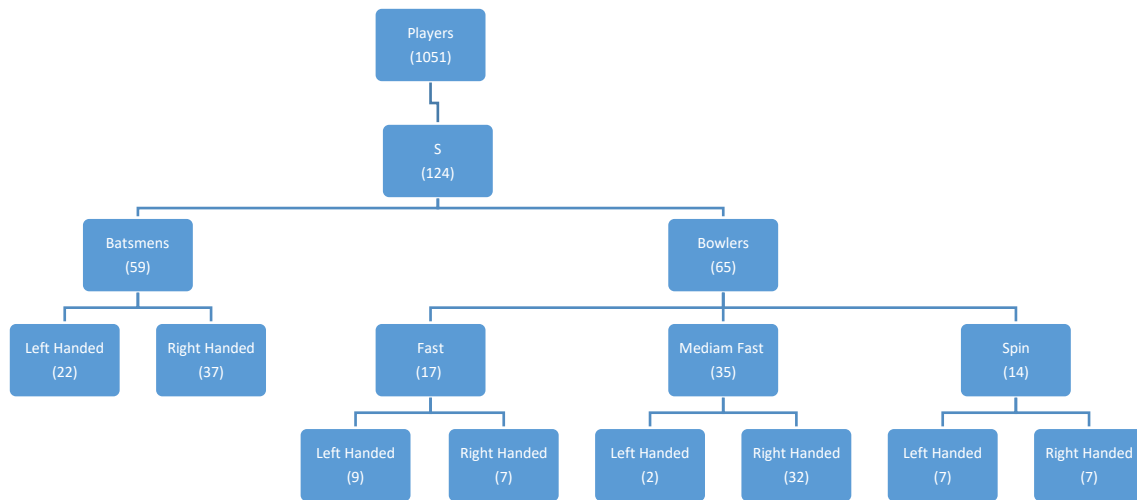 Players
(1051)
S
(124)
Batsmens
(59)
Bowlers
(65)
Left Handed
(22)
Right Handed
(37)
Fast
(17)
Mediam Fast
(35)
Spin
(14)
Left Handed
(9)
Right Handed
(7)
Left Handed
(2)
Right Handed
(32)
Left Handed
(7)
Right Handed
(7)